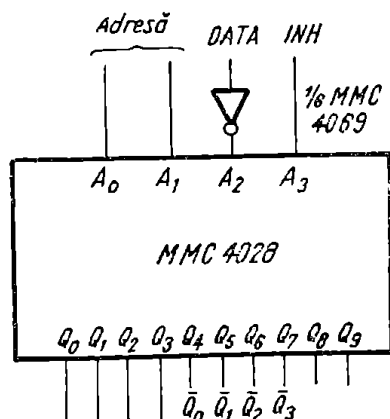 Adresă DATA INH
1/6 MMC
4069
A₀ A₁ A₂ A₃
MMC 4028
Q₀ Q₁ Q₂ Q₃ Q₄ Q₅ Q₆ Q₇ Q₈ Q₉
Q̄₀ Q̄₁ Q̄₂ Q̄₃